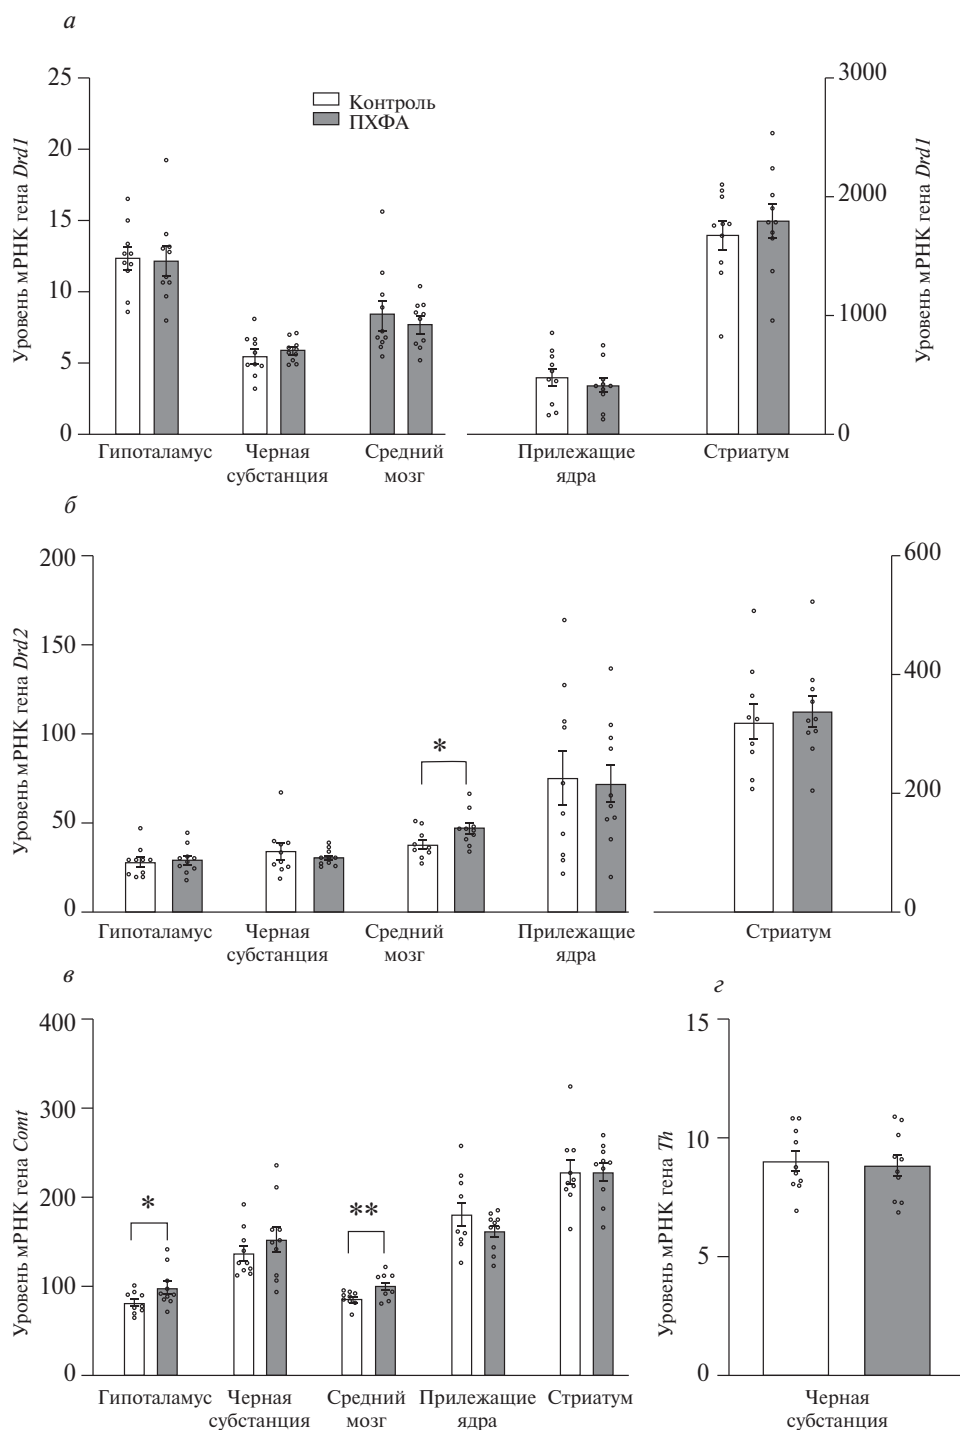 а
Уровень мРНК гена Drd1
25
20
15
10
5
0
Контроль
ПХФА
3000
2000
1000
0
Уровень мРНК гена Drd1
Гипоталамус
Черная
субстанция
Средний
мозг
Прилежащие
ядра
Стриатум
б
Уровень мРНК гена Drd2
200
150
100
50
0
*
600
400
200
0
Гипоталамус
Черная
субстанция
Средний
мозг
Прилежащие
ядра
Стриатум
в
Уровень мРНК гена Comt
400
300
200
100
0
*
**
Гипоталамус
Черная
субстанция
Средний
мозг
Прилежащие
ядра
Стриатум
г
Уровень мРНК гена Th
15
10
5
0
Черная
субстанция